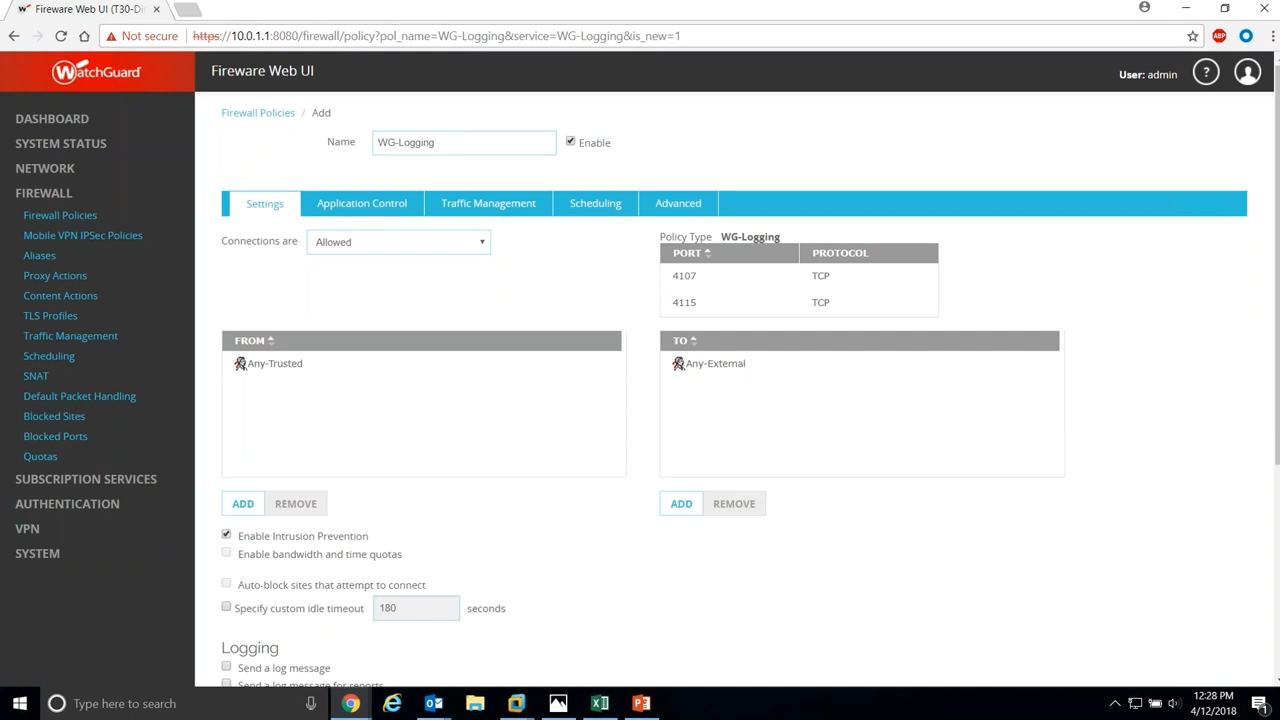 Fireware Web UI (T30-Di
Not secure
https://10.0.1.1:8080/firewall/policy?pol_name=WG-Logging&service=WG-Logging&is_new=1
ABP
WatchGuard
Fireware Web UI
User: admin
?
DASHBOARD
SYSTEM STATUS
NETWORK
FIREWALL
Firewall Policies
Mobile VPN IPSec Policies
Aliases
Proxy Actions
Content Actions
TLS Profiles
Traffic Management
Scheduling
SNAT
Default Packet Handling
Blocked Sites
Blocked Ports
Quotas
SUBSCRIPTION SERVICES
AUTHENTICATION
VPN
SYSTEM
Firewall Policies / Add
Name WG-Logging Enable
Settings Application Control Traffic Management Scheduling Advanced
Connections are Allowed
Policy Type WG-Logging
PORT PROTOCOL
4107 TCP
4115 TCP
FROM
Any-Trusted
ADD REMOVE
TO
Any-External
ADD REMOVE
Enable Intrusion Prevention
Enable bandwidth and time quotas
Auto-block sites that attempt to connect
Specify custom idle timeout 180 seconds
Logging
Send a log message
Send a log message for reports
Type here to search
12:28 PM
4/12/2018